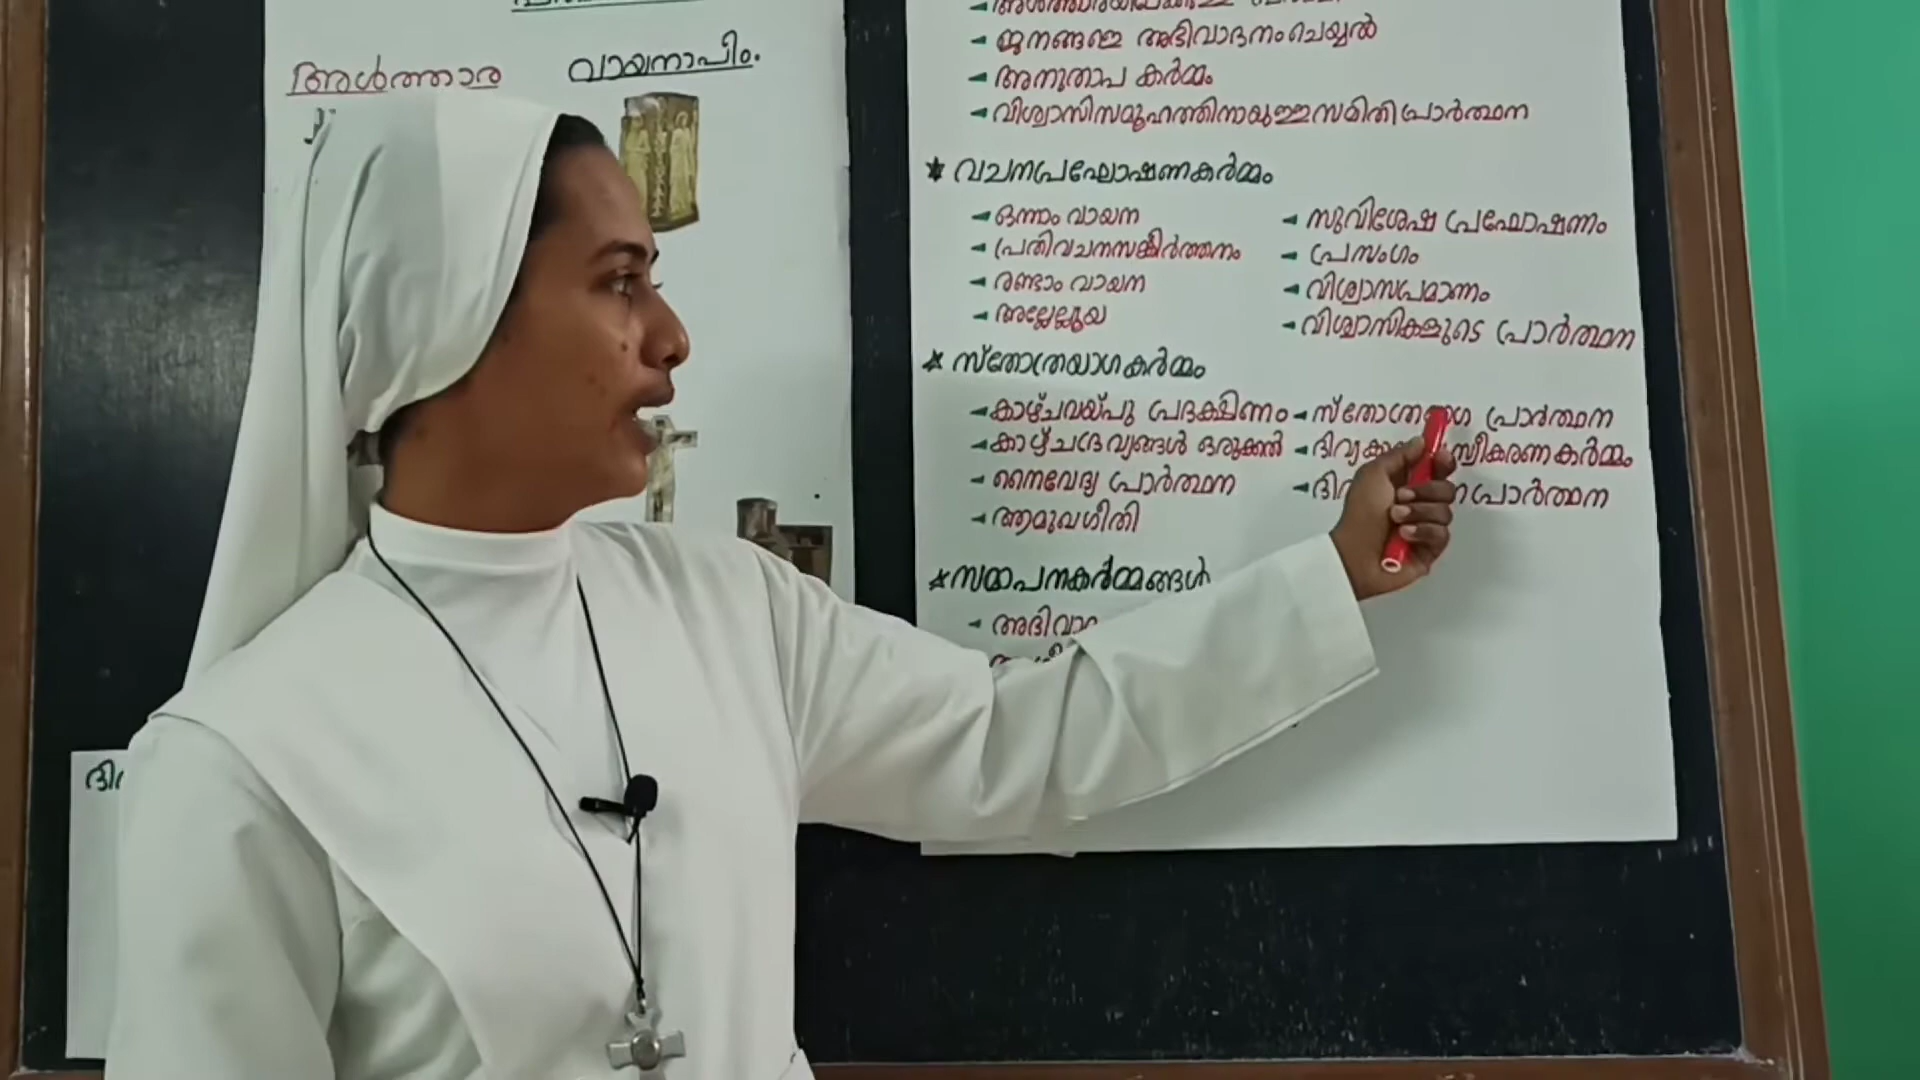 അൾത്താര
വായനാപീഠം.
ജനങ്ങളെ അഭിവാദനം ചെയ്യൽ
അനുതാപ കർമ്മം
വിശ്വാസിസമൂഹത്തിനായുള്ള സമിതിപ്രാർത്ഥന
വചനപ്രഘോഷണകർമ്മം
ഒന്നാം വായന
പ്രതിവചനസങ്കീർത്തനം
രണ്ടാം വായന
അല്ലേലൂയ
സുവിശേഷ പ്രഘോഷണം
പ്രസംഗം
വിശ്വാസപ്രമാണം
വിശ്വാസികളുടെ പ്രാർത്ഥന
സ്തോത്രയാഗകർമ്മം
കാഴ്ചവയ്പു പ്രദക്ഷിണം
കാഴ്ചദ്രവ്യങ്ങൾ ഒരുക്കൽ
നൈവേദ്യ പ്രാർത്ഥന
ആമുഖഗീതി
പ്രാർത്ഥന
സ്വീകരണകർമ്മം
പ്രാർത്ഥന
സമാപനകർമ്മങ്ങൾ